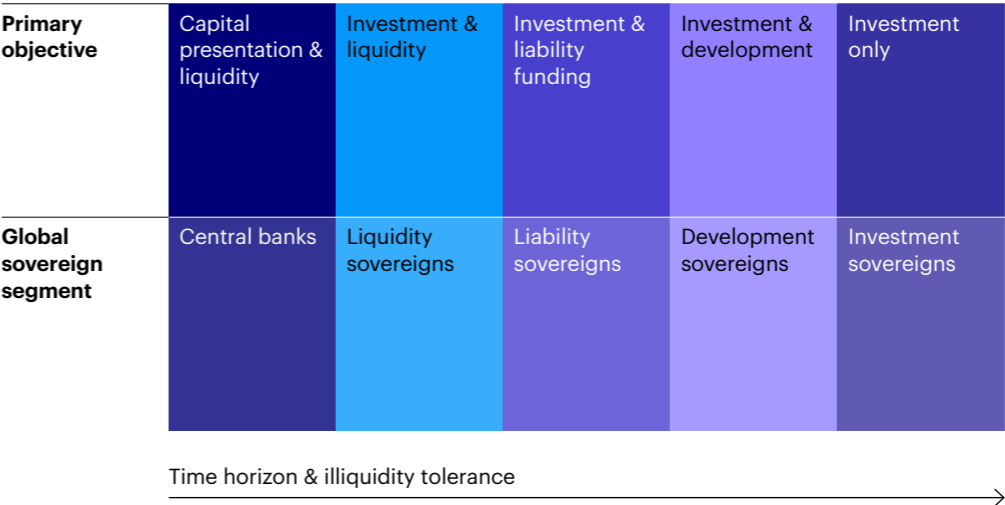 Primary
objective
Capital
presentation &
liquidity
Investment &
liquidity
Investment &
liability
funding
Investment &
development
Investment
only
Global
sovereign
segment
Central banks
Liquidity
sovereigns
Liability
sovereigns
Development
sovereigns
Investment
sovereigns
Time horizon & illiquidity tolerance